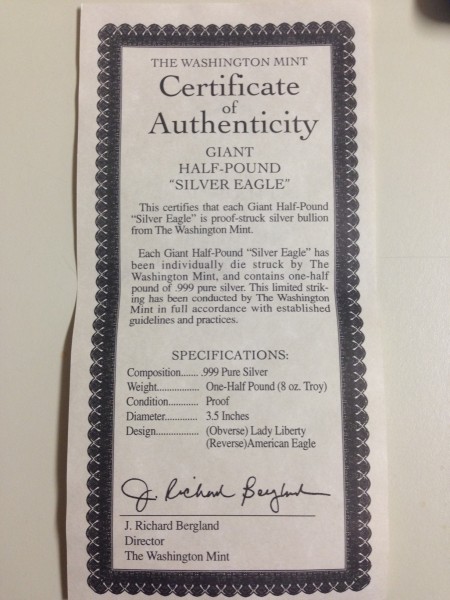 THE WASHINGTON MINT
Certificate
of
Authenticity
GIANT
HALF-POUND
"SILVER EAGLE"
This certifies that each Giant Half-Pound
"Silver Eagle" is proof-struck silver bullion
from The Washington Mint.
Each Giant Half-Pound "Silver Eagle" has
been individually die struck by The
Washington Mint, and contains one-half
pound of .999 pure silver. This limited strik-
ing has been conducted by The Washington
Mint in full accordance with established
guidelines and practices.
SPECIFICATIONS:
Composition....... .999 Pure Silver
Weight................. One-Half Pound (8 oz. Troy)
Condition............ Proof
Diameter............. 3.5 Inches
Design................. (Obverse) Lady Liberty
(Reverse)American Eagle
J. Richard Bergland
J. Richard Bergland
Director
The Washington Mint